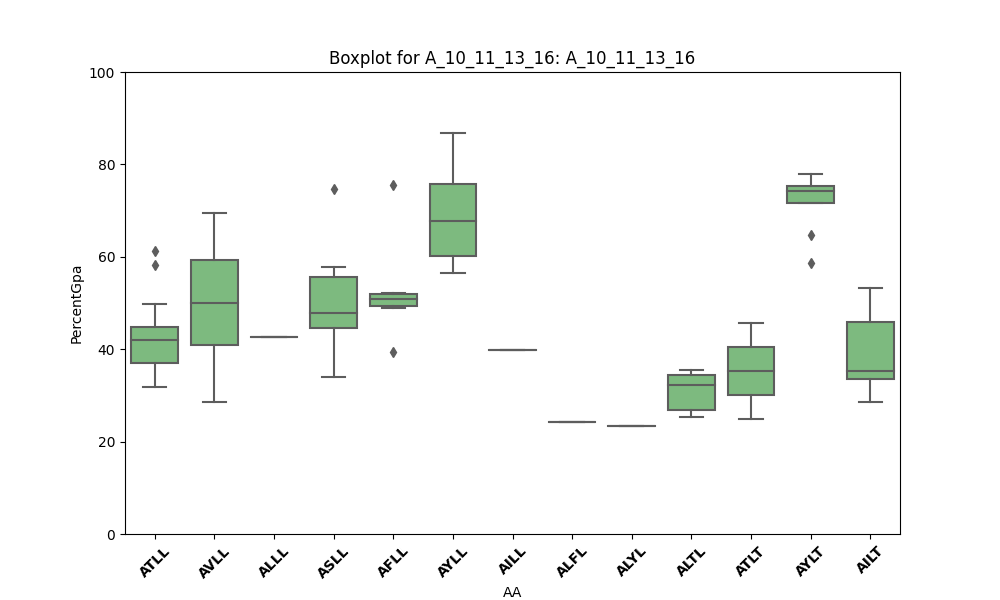 Boxplot for A_10_11_13_16: A_10_11_13_16
100
80
60
40
20
0
PercentGpa
ATLL AVLL ALLL ASLL AFLL AYLL AILL ALFL ALYL ALTL ATLT AYLT AILT
AA